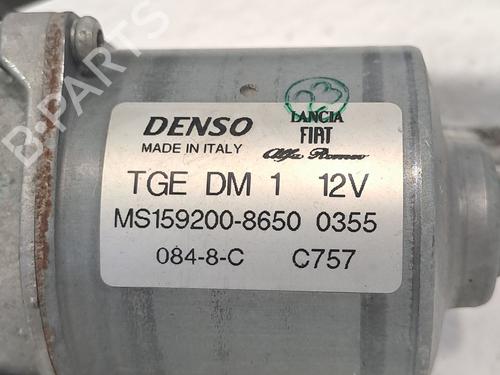 DENSO
MADE IN ITALY
LANCIA
FIAT
Alfa Romeo
TGE DM 1 12V
MS159200-8650 0355
084-8-C C757
B-PARTS